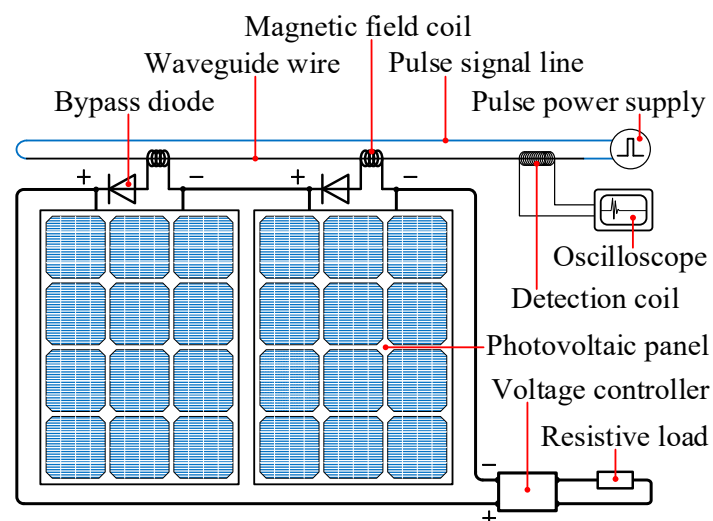 Magnetic field coil
Waveguide wire
Pulse signal line
Bypass diode
Pulse power supply
+
−
+
−
Oscilloscope
Detection coil
Photovoltaic panel
Voltage controller
Resistive load
−
+